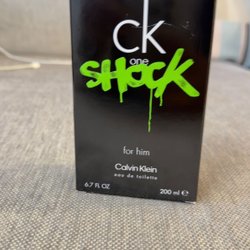 CK
one
SHOCK
for him
Calvin Klein
eau de toilette
6.7 FL OZ 200 ml e